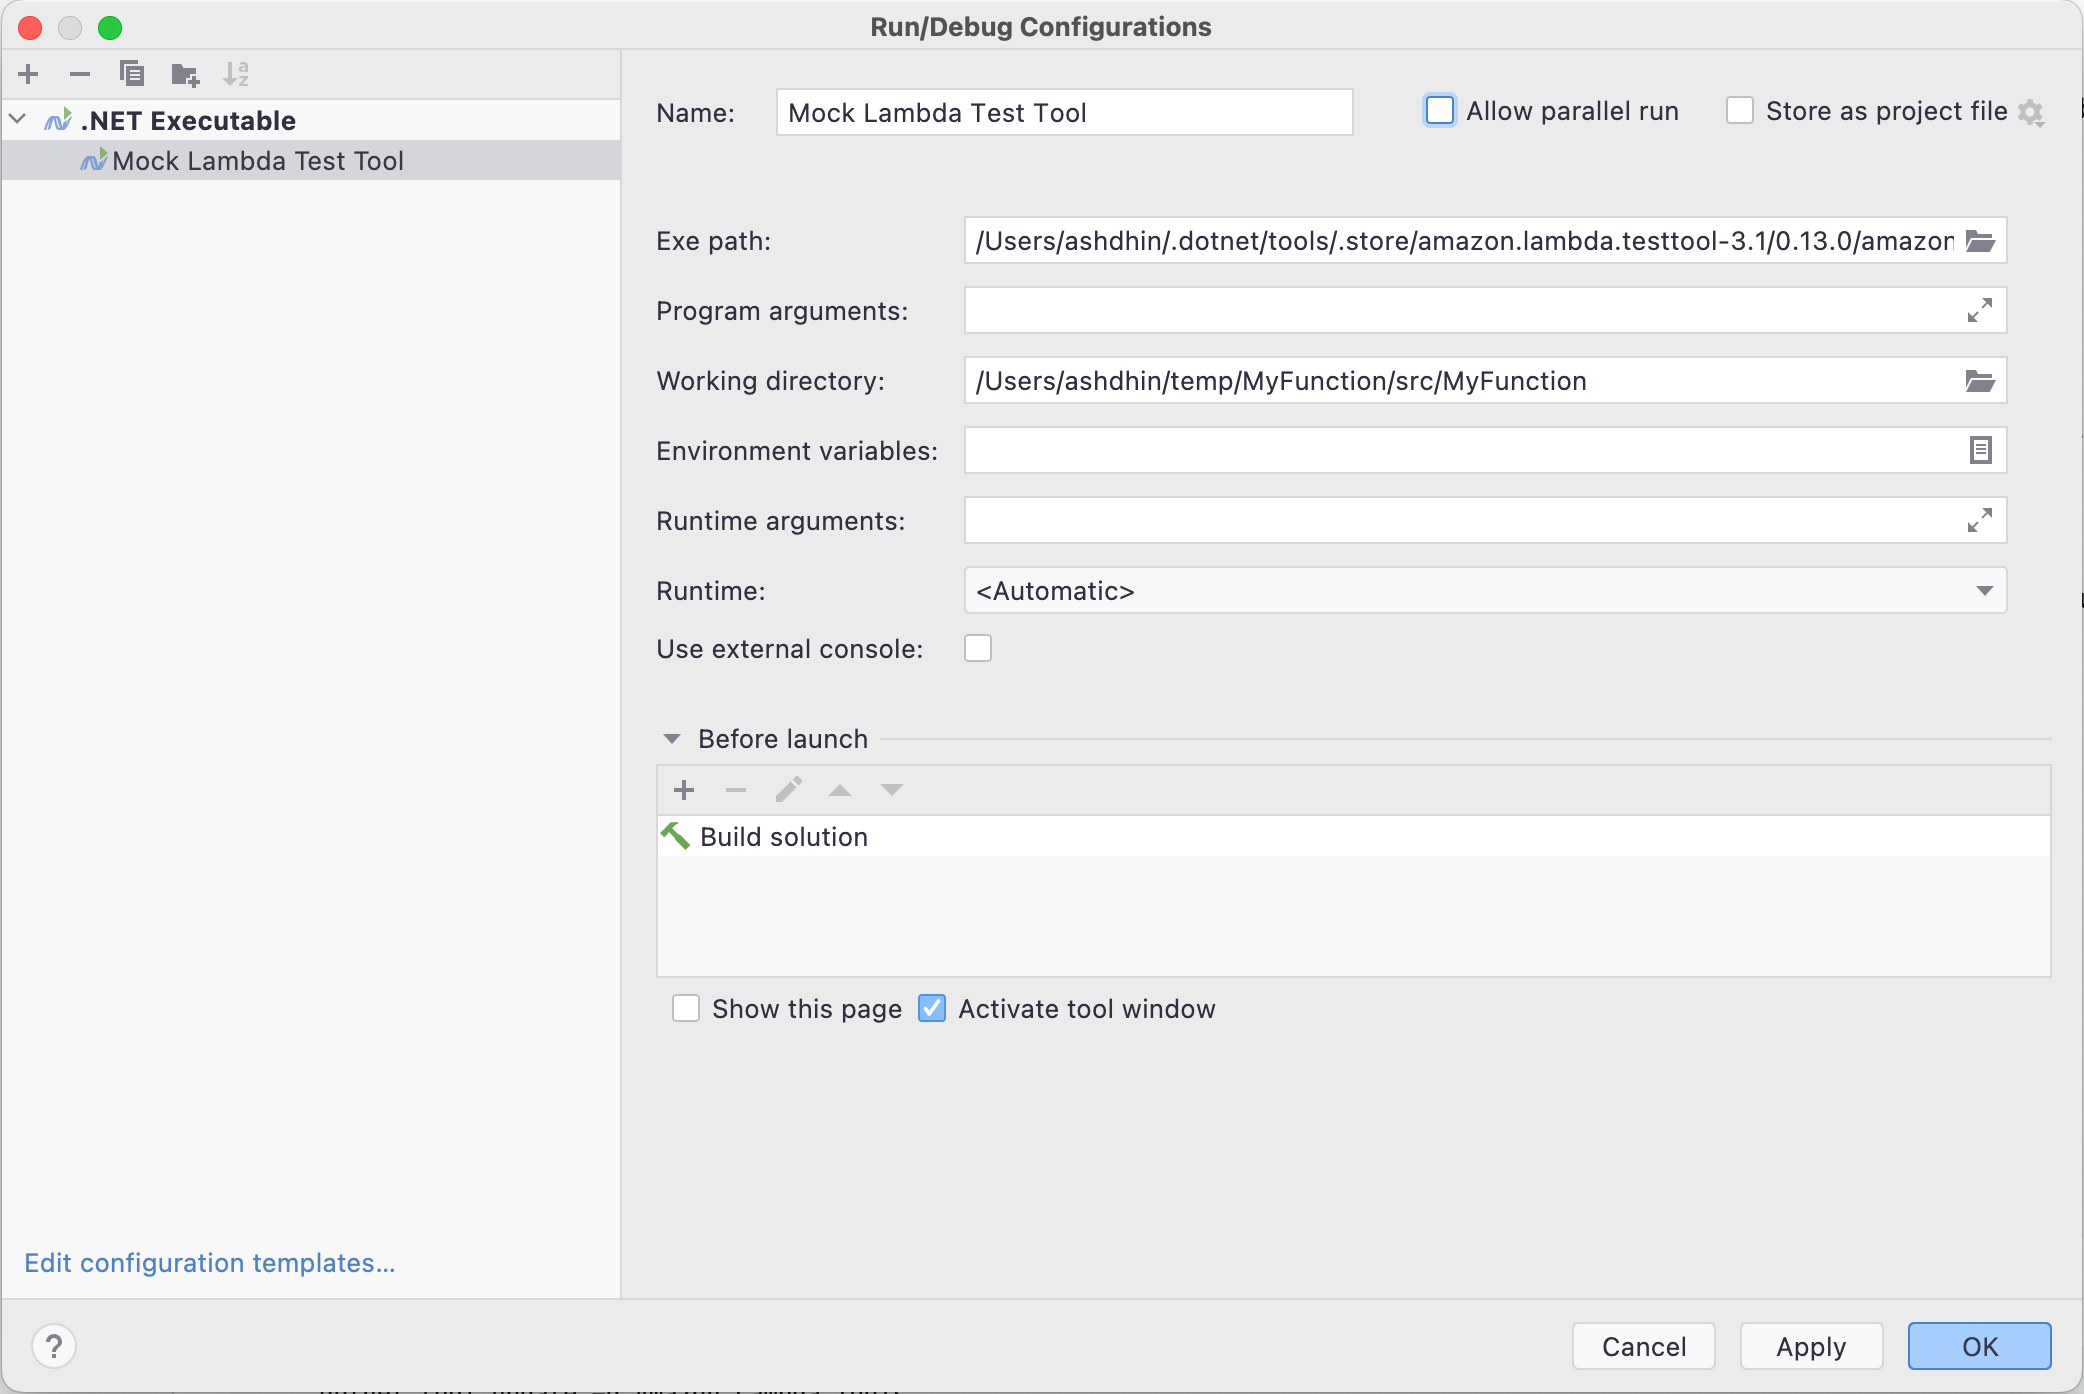 Run/Debug Configurations
.NET Executable
Mock Lambda Test Tool
Name: Mock Lambda Test Tool Allow parallel run Store as project file
Exe path: /Users/ashdhin/.dotnet/tools/.store/amazon.lambda.testtool-3.1/0.13.0/amazon
Program arguments:
Working directory: /Users/ashdhin/temp/MyFunction/src/MyFunction
Environment variables:
Runtime arguments:
Runtime: <Automatic>
Use external console:
Before launch
Build solution
Show this page Activate tool window
Edit configuration templates...
? Cancel Apply OK